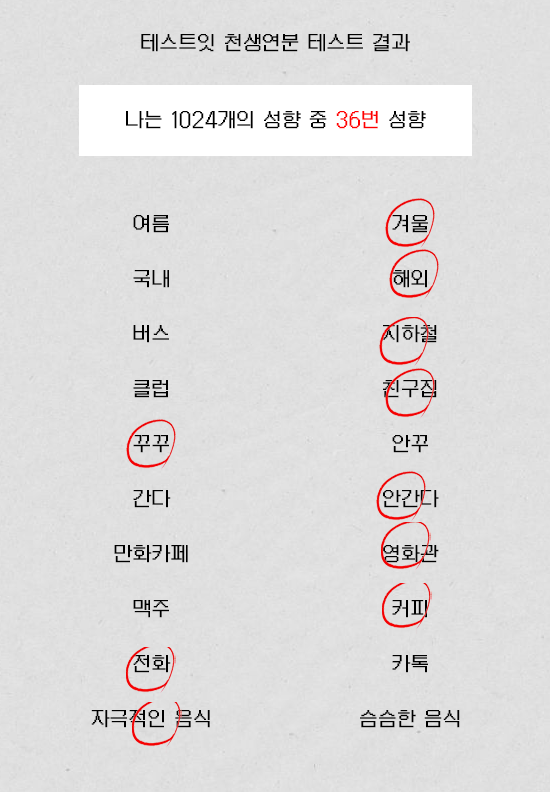 테스트잇 천생연분 테스트 결과
나는 1024개의 성향 중 36번 성향
여름 겨울
국내 해외
버스 지하철
클럽 친구집
꾸꾸 안꾸
간다 안간다
만화카페 영화관
맥주 커피
전화 카톡
자극적인 음식 슴슴한 음식